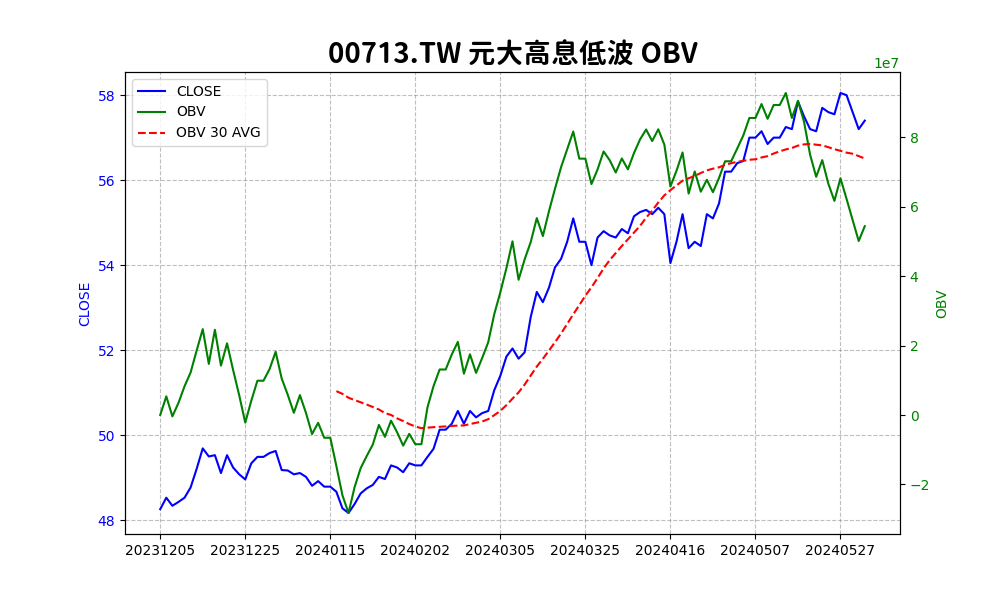 00713.TW 元大高息低波 OBV
1e7
CLOSE
OBV
OBV 30 AVG
58
56
54
52
50
48
CLOSE
8
6
4
2
0
−2
OBV
20231205 20231225 20240115 20240202 20240305 20240325 20240416 20240507 20240527